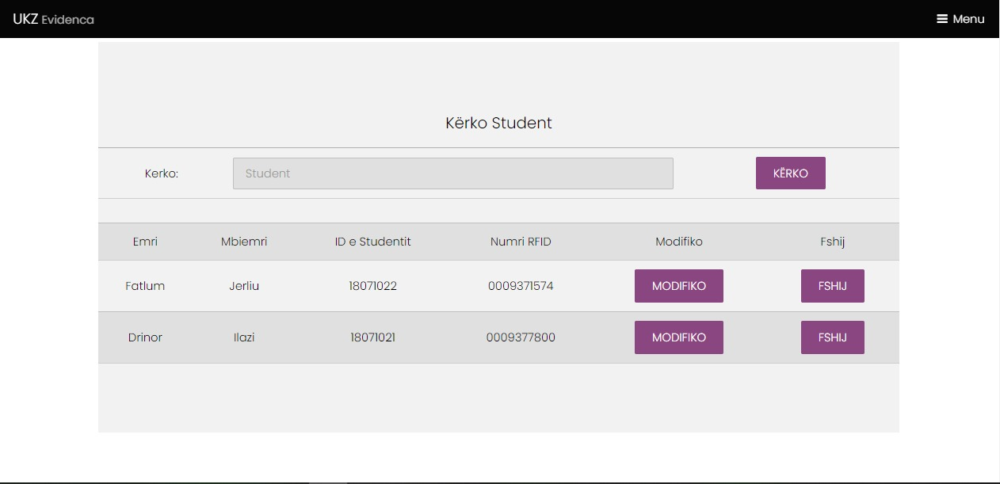 UKZ Evidenca
Menu
Kërko Student
Kerko: Student KËRKO
Emri Mbiemri ID e Studentit Numri RFID Modifiko Fshij
Fatlum Jerliu 18071022 0009371574 MODIFIKO FSHIJ
Drinor Ilazi 18071021 0009377800 MODIFIKO FSHIJ